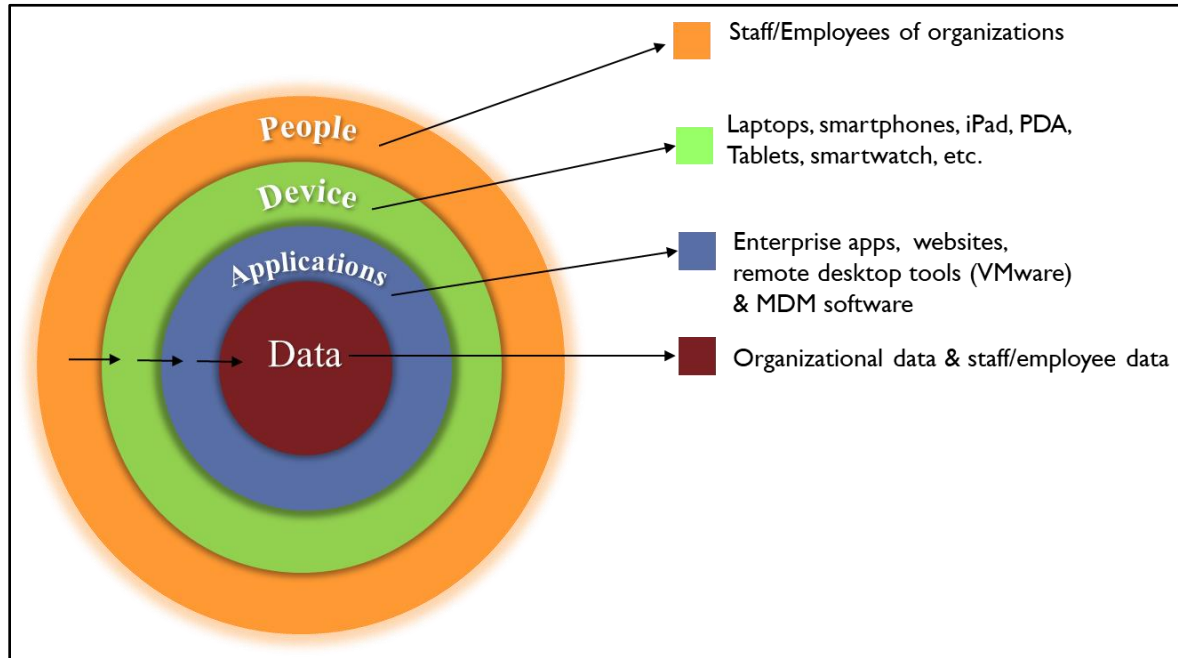 People
Device
Applications
Data
Staff/Employees of organizations
Laptops, smartphones, iPad, PDA,
Tablets, smartwatch, etc.
Enterprise apps, websites,
remote desktop tools (VMware)
& MDM software
Organizational data & staff/employee data